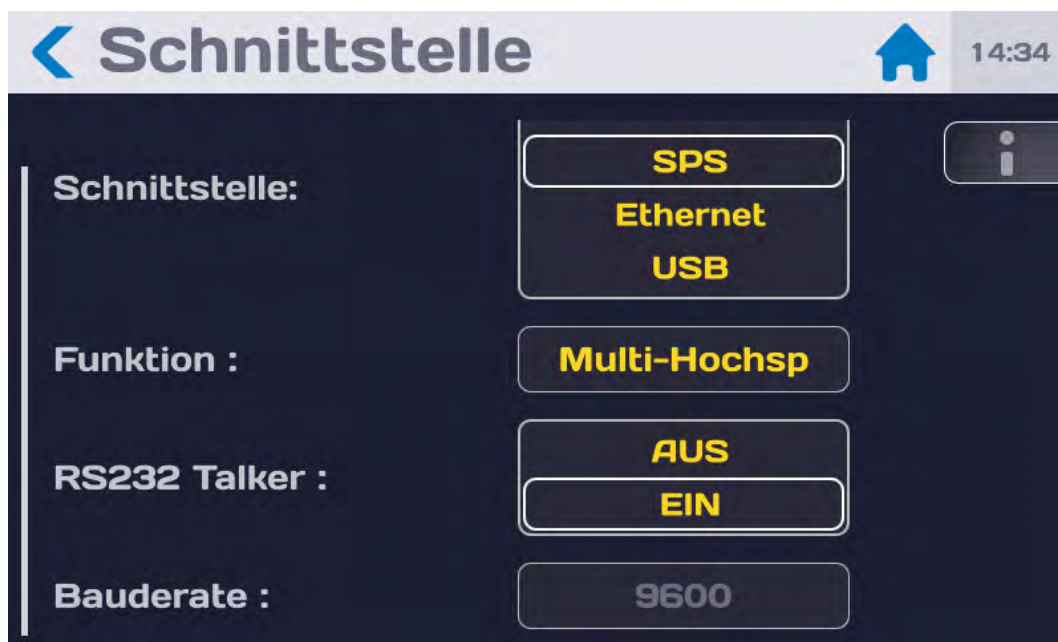 Schnittstelle
14:34
Schnittstelle:
SPS
Ethernet
USB
Funktion :
Multi-Hochsp
RS232 Talker :
AUS
EIN
Bauderate :
9600